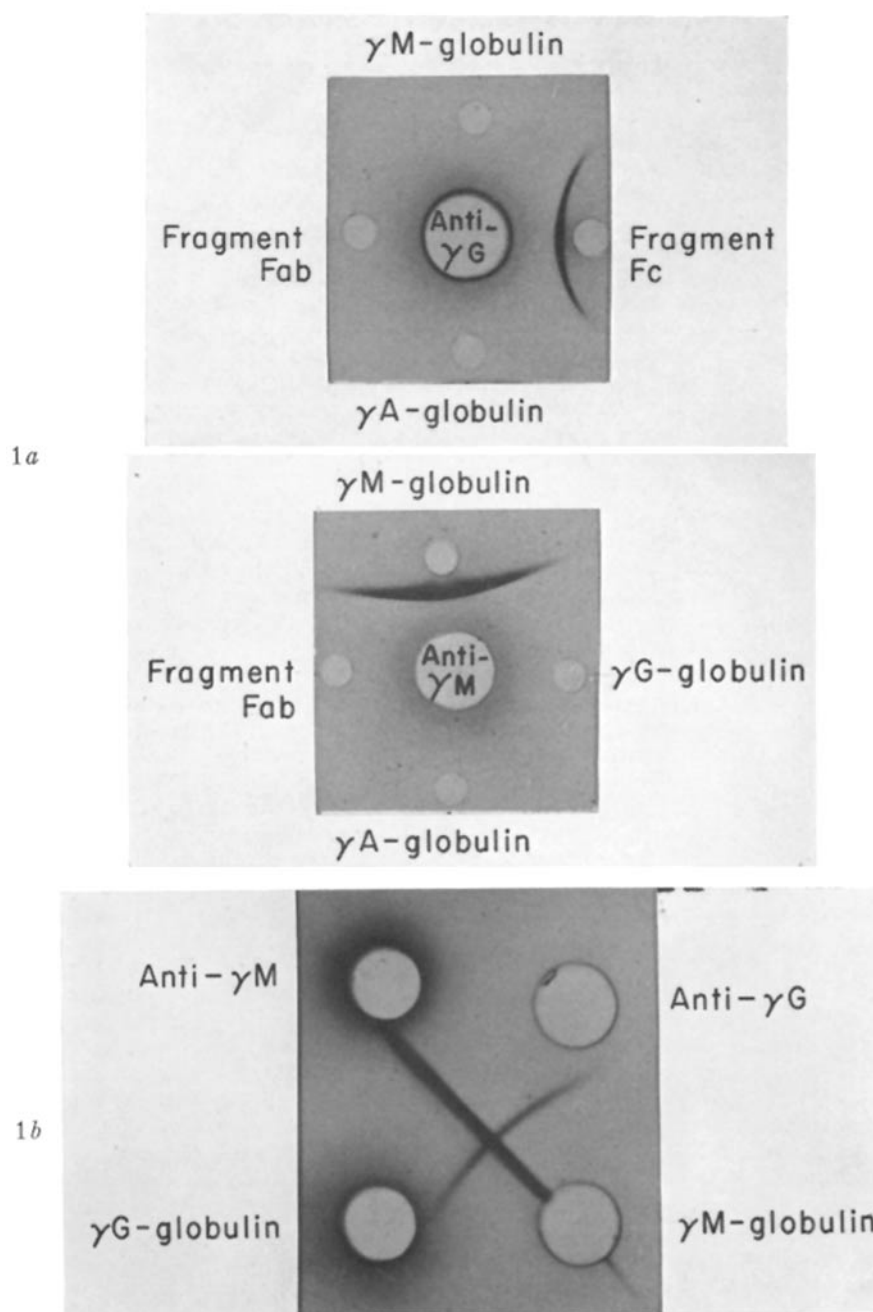 γM-globulin
Fragment
Fab
Anti-
γG
Fragment
Fc
γA-globulin
1a
γM-globulin
Fragment
Fab
Anti-
γM
γG-globulin
γA-globulin
Anti-γM
Anti-γG
1b
γG-globulin
γM-globulin